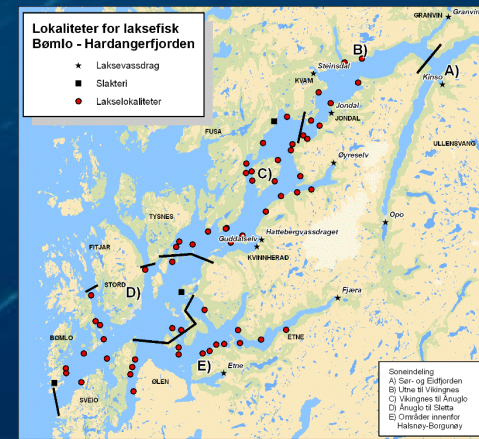 Lokaliteter for laksefisk
Bømlo - Hardangerfjorden
Laksevassdrag
Slakteri
Lakselokaliteter
GRANVIN
Granvin
B)
Steinsdal
A)
KVAM
Kinso
Jondal
JONDAL
FUSA
ULLENSVANG
Øyreselv
C)
TYSNES
Opo
Guddalselv
Hattebergvassdraget
FITJAR
KVINNHERAD
STORD
D)
Fjæra
BØMLO
ETNE
E)
Etne
ØLEN
SVEIO
Soneindeling
A) Sør- og Eidfjorden
B) Utne til Vikingnes
C) Vikingnes til Ånuglo
D) Ånuglo til Sletta
E) Områder innenfor
Halsnøy-Borgunøy